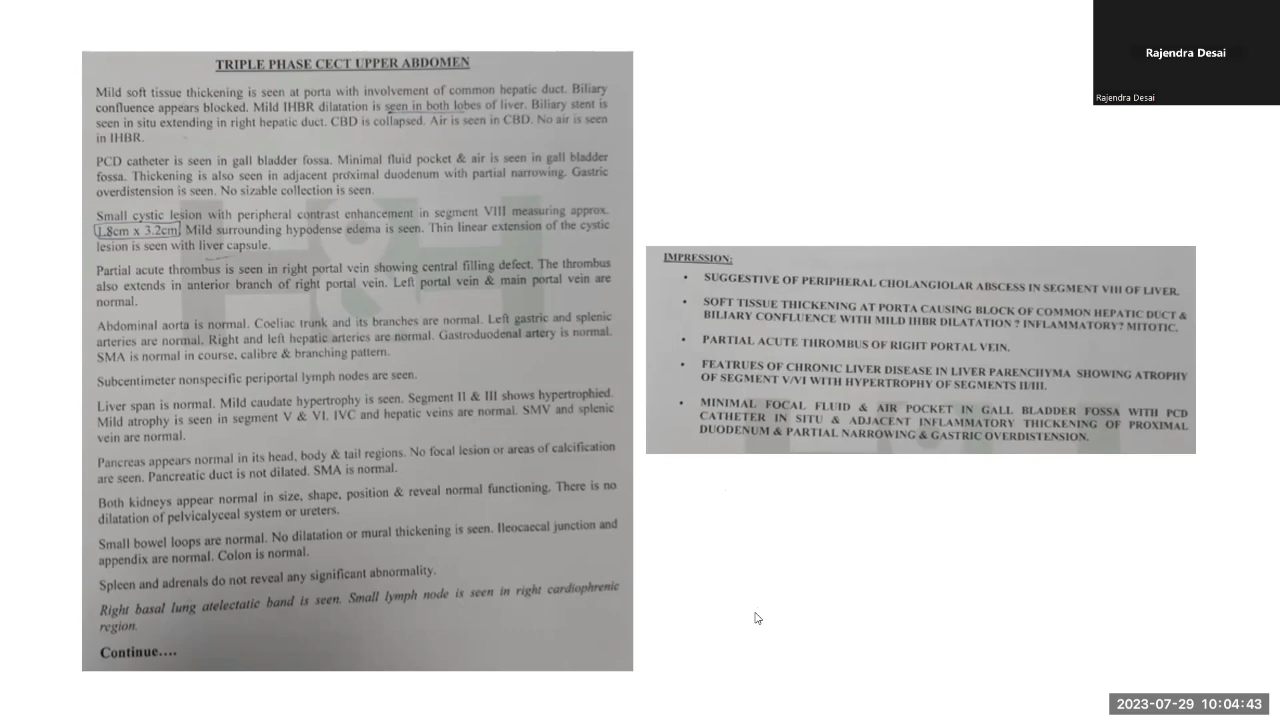 TRIPLE PHASE CECT UPPER ABDOMEN
Mild soft tissue thickening is seen at porta with involvement of common hepatic duct. Biliary
confluence appears blocked. Mild IHBR dilatation is seen in both lobes of liver. Biliary stent is
seen in situ extending in right hepatic duct. CBD is collapsed. Air is seen in CBD. No air is seen
in IHBR.
PCD catheter is seen in gall bladder fossa. Minimal fluid pocket & air is seen in gall bladder
fossa. Thickening is also seen in adjacent proximal duodenum with partial narrowing. Gastric
overdistension is seen. No sizable collection is seen.
Small cystic lesion with peripheral contrast enhancement in segment VIII measuring approx.
1.8cm x 3.2cm. Mild surrounding hypodense edema is seen. Thin linear extension of the cystic
lesion is seen with liver capsule.
Partial acute thrombus is seen in right portal vein showing central filling defect. The thrombus
also extends in anterior branch of right portal vein. Left portal vein & main portal vein are
normal.
Abdominal aorta is normal. Coeliac trunk and its branches are normal. Left gastric and splenic
arteries are normal. Right and left hepatic arteries are normal. Gastroduodenal artery is normal.
SMA is normal in course, calibre & branching pattern.
Subcentimeter nonspecific periportal lymph nodes are seen.
Liver span is normal. Mild caudate hypertrophy is seen. Segment II & III shows hypertrophied.
Mild atrophy is seen in segment V & VI. IVC and hepatic veins are normal. SMV and splenic
vein are normal.
Pancreas appears normal in its head, body & tail regions. No focal lesion or areas of calcification
are seen. Pancreatic duct is not dilated. SMA is normal.
Both kidneys appear normal in size, shape, position & reveal normal functioning. There is no
dilatation of pelvicalyceal system or ureters.
Small bowel loops are normal. No dilatation or mural thickening is seen. Ileocaecal junction and
appendix are normal. Colon is normal.
Spleen and adrenals do not reveal any significant abnormality.
Right basal lung atelectatic band is seen. Small lymph node is seen in right cardiophrenic
region.
Continue....
IMPRESSION:
• SUGGESTIVE OF PERIPHERAL CHOLANGIOLAR ABSCESS IN SEGMENT VIII OF LIVER.
• SOFT TISSUE THICKENING AT PORTA CAUSING BLOCK OF COMMON HEPATIC DUCT &
BILIARY CONFLUENCE WITH MILD IHBR DILATATION ? INFLAMMATORY? MITOTIC.
• PARTIAL ACUTE THROMBUS OF RIGHT PORTAL VEIN.
• FEATRUES OF CHRONIC LIVER DISEASE IN LIVER PARENCHYMA SHOWING ATROPHY
OF SEGMENT V/VI WITH HYPERTROPHY OF SEGMENTS II/III.
• MINIMAL FOCAL FLUID & AIR POCKET IN GALL BLADDER FOSSA WITH PCD
CATHETER IN SITU & ADJACENT INFLAMMATORY THICKENING OF PROXIMAL
DUODENUM & PARTIAL NARROWING & GASTRIC OVERDISTENSION.
Rajendra Desai
Rajendra Desai
2023-07-29 10:04:43